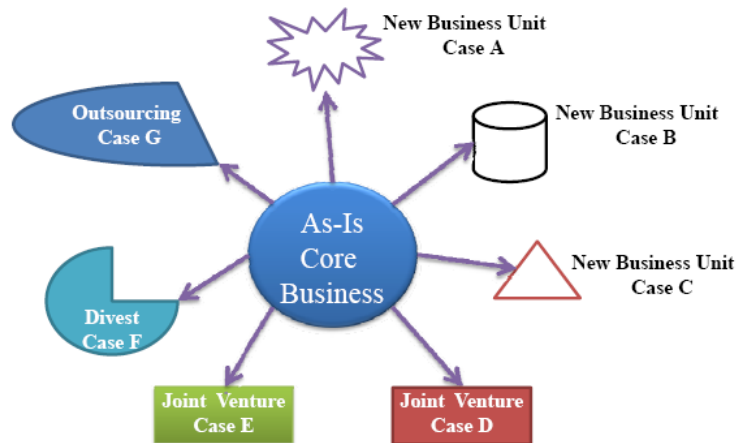 New Business Unit
Case A
Outsourcing
Case G
New Business Unit
Case B
As-Is
Core
Business
New Business Unit
Case C
Divest
Case F
Joint Venture
Case E
Joint Venture
Case D